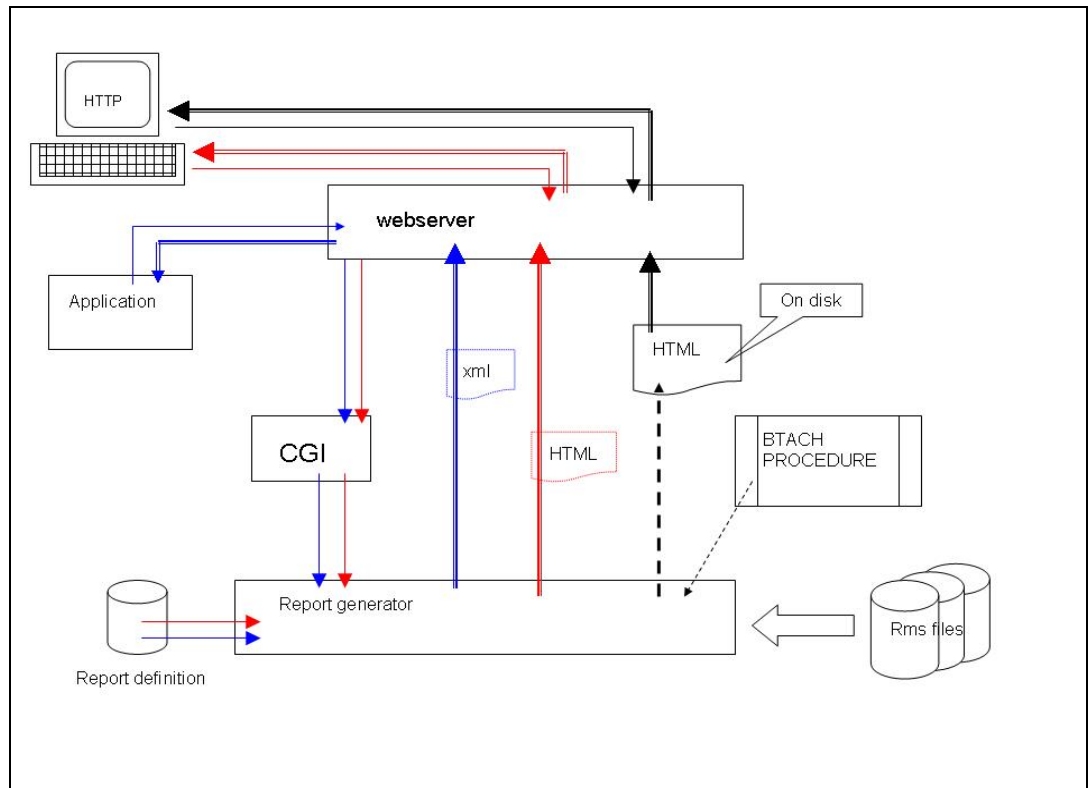 HTTP
webserver
Application
On disk
HTML
xml
CGI
HTML
BTACH
PROCEDURE
Report generator
Rms files
Report definition